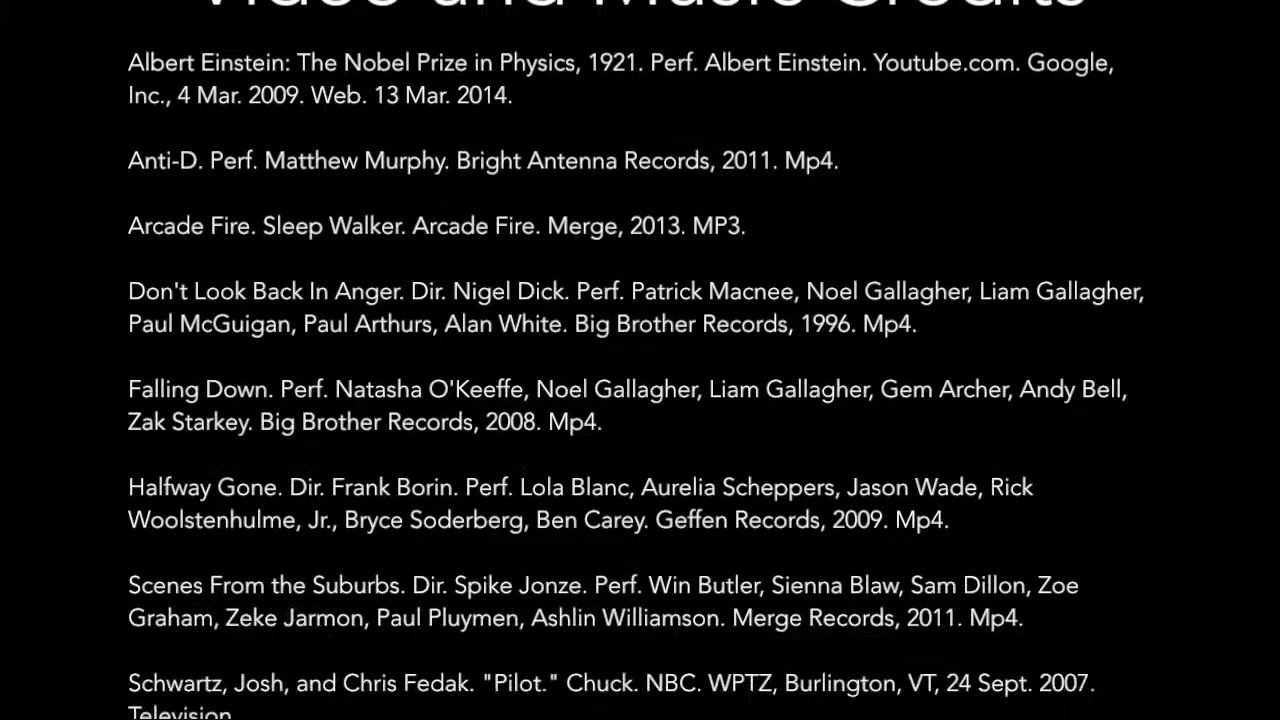 Video and Music Credits
Albert Einstein: The Nobel Prize in Physics, 1921. Perf. Albert Einstein. Youtube.com. Google,
Inc., 4 Mar. 2009. Web. 13 Mar. 2014.
Anti-D. Perf. Matthew Murphy. Bright Antenna Records, 2011. Mp4.
Arcade Fire. Sleep Walker. Arcade Fire. Merge, 2013. MP3.
Don't Look Back In Anger. Dir. Nigel Dick. Perf. Patrick Macnee, Noel Gallagher, Liam Gallagher,
Paul McGuigan, Paul Arthurs, Alan White. Big Brother Records, 1996. Mp4.
Falling Down. Perf. Natasha O'Keeffe, Noel Gallagher, Liam Gallagher, Gem Archer, Andy Bell,
Zak Starkey. Big Brother Records, 2008. Mp4.
Halfway Gone. Dir. Frank Borin. Perf. Lola Blanc, Aurelia Scheppers, Jason Wade, Rick
Woolstenhulme, Jr., Bryce Soderberg, Ben Carey. Geffen Records, 2009. Mp4.
Scenes From the Suburbs. Dir. Spike Jonze. Perf. Win Butler, Sienna Blaw, Sam Dillon, Zoe
Graham, Zeke Jarmon, Paul Pluymen, Ashlin Williamson. Merge Records, 2011. Mp4.
Schwartz, Josh, and Chris Fedak. "Pilot." Chuck. NBC. WPTZ, Burlington, VT, 24 Sept. 2007.
Television